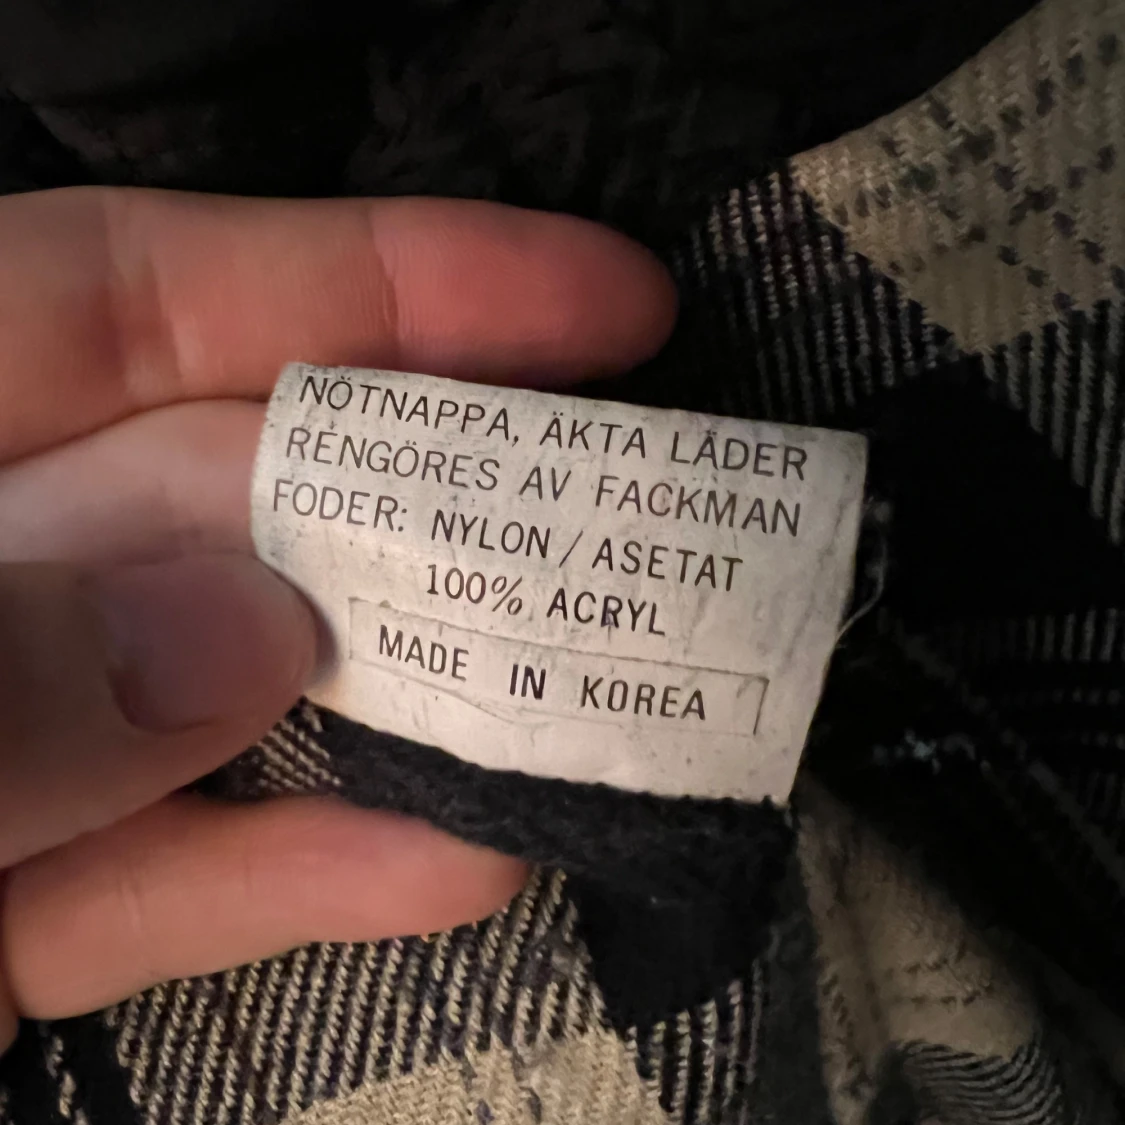 NÖTNAPPA, ÄKTA LÄDER
RENGÖRES AV FACKMAN
FODER: NYLON / ASETAT
100% ACRYL
MADE IN KOREA